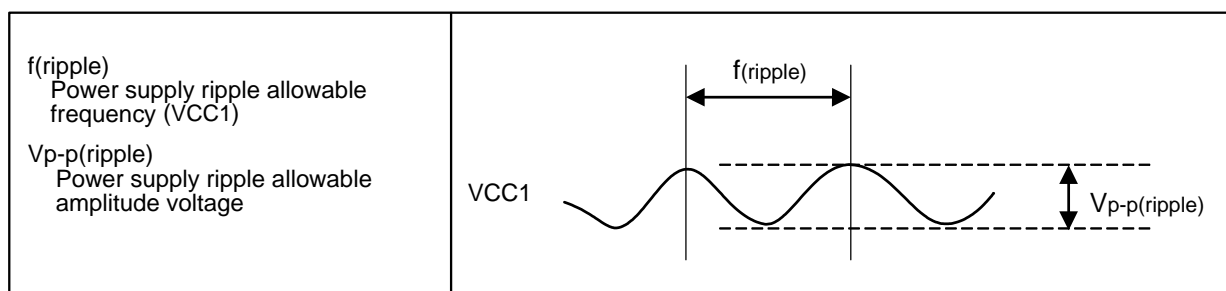 f(ripple)
Power supply ripple allowable
frequency (VCC1)
Vp-p(ripple)
Power supply ripple allowable
amplitude voltage
f(ripple)
VCC1
Vp-p(ripple)